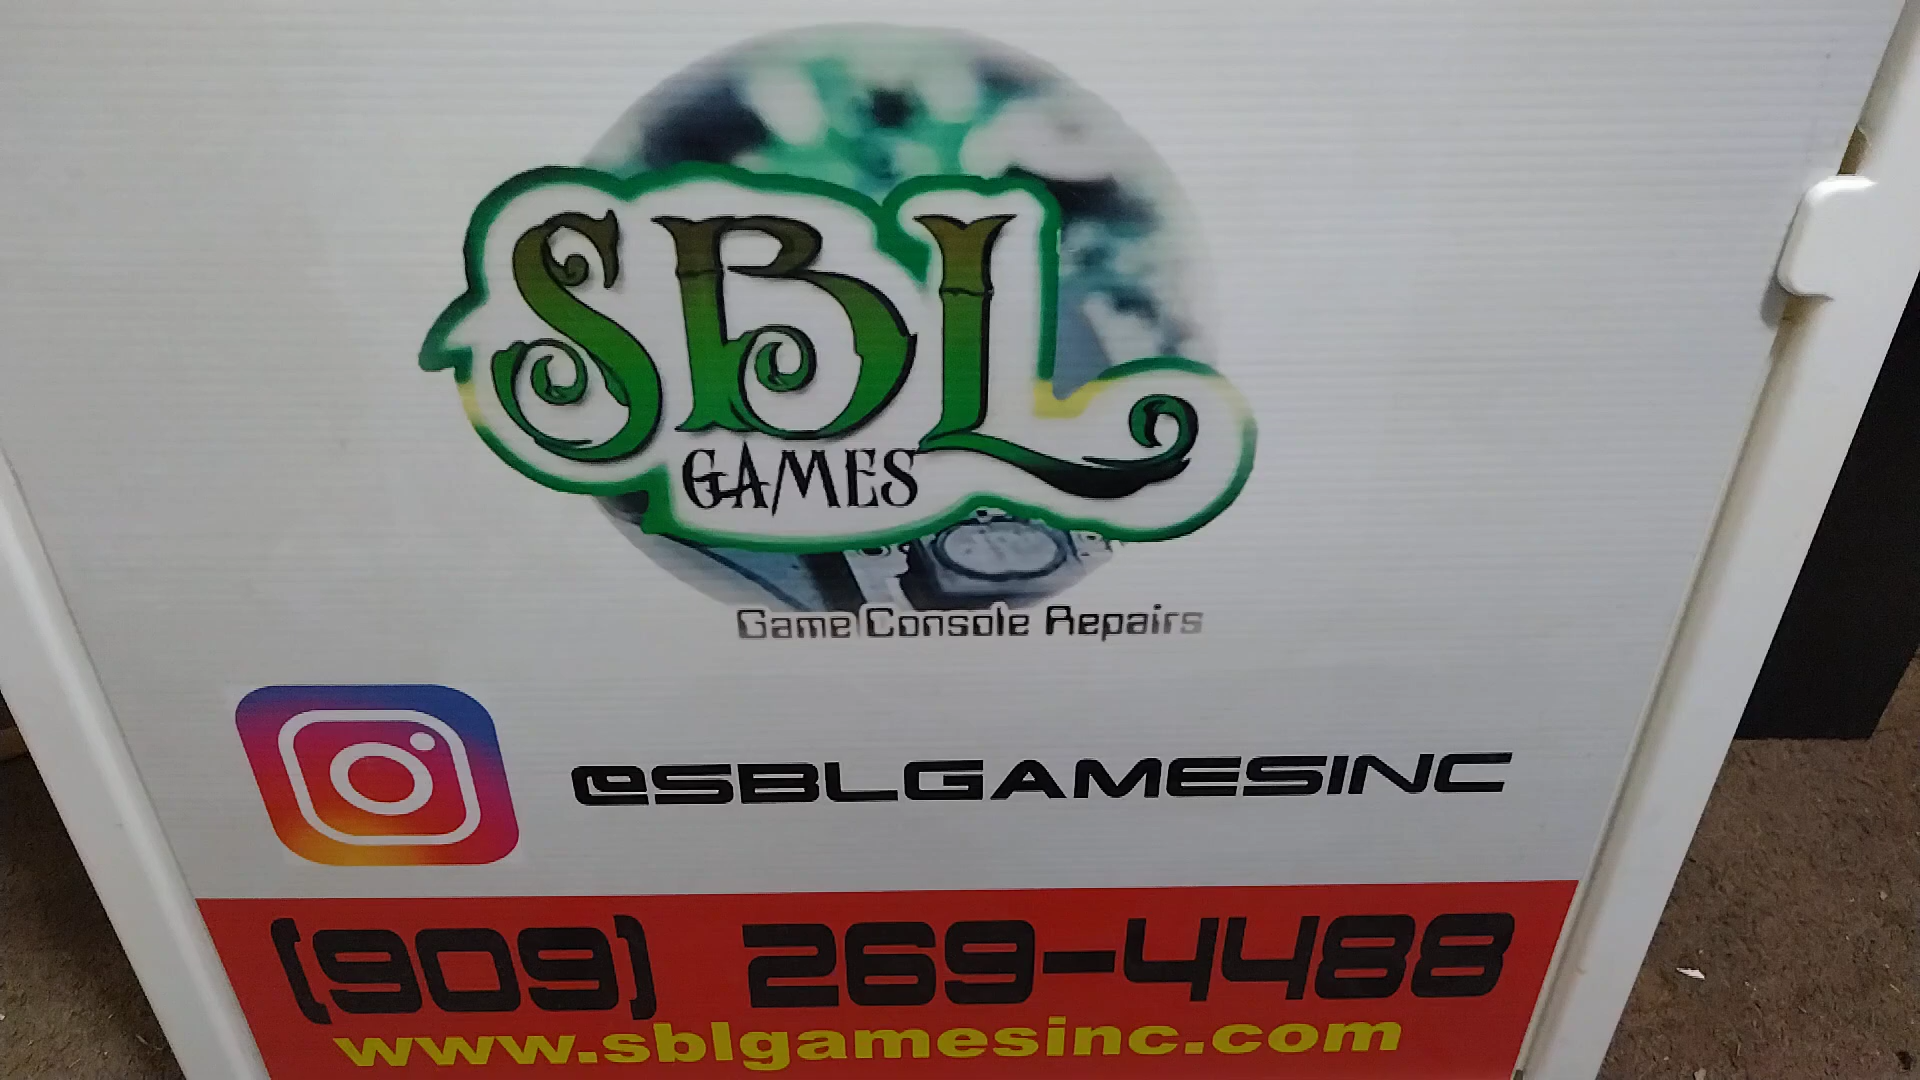 SBL
GAMES
Game Console Repairs
@SBLGAMESINC
(909) 269-4488
www.sblgamesinc.com